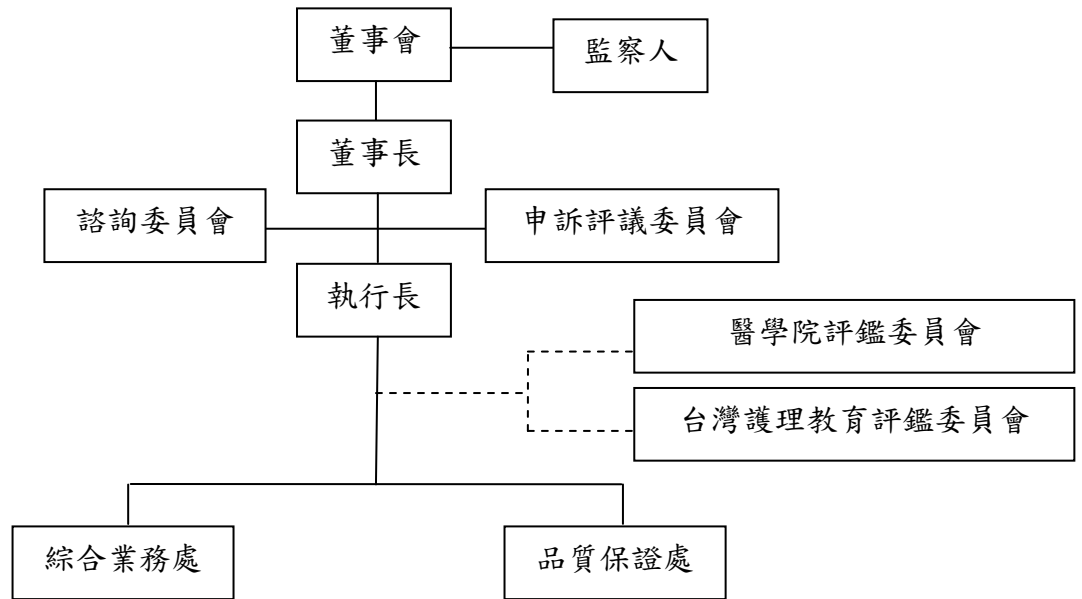 董事會
監察人
董事長
諮詢委員會
申訴評議委員會
執行長
醫學院評鑑委員會
台灣護理教育評鑑委員會
綜合業務處
品質保證處